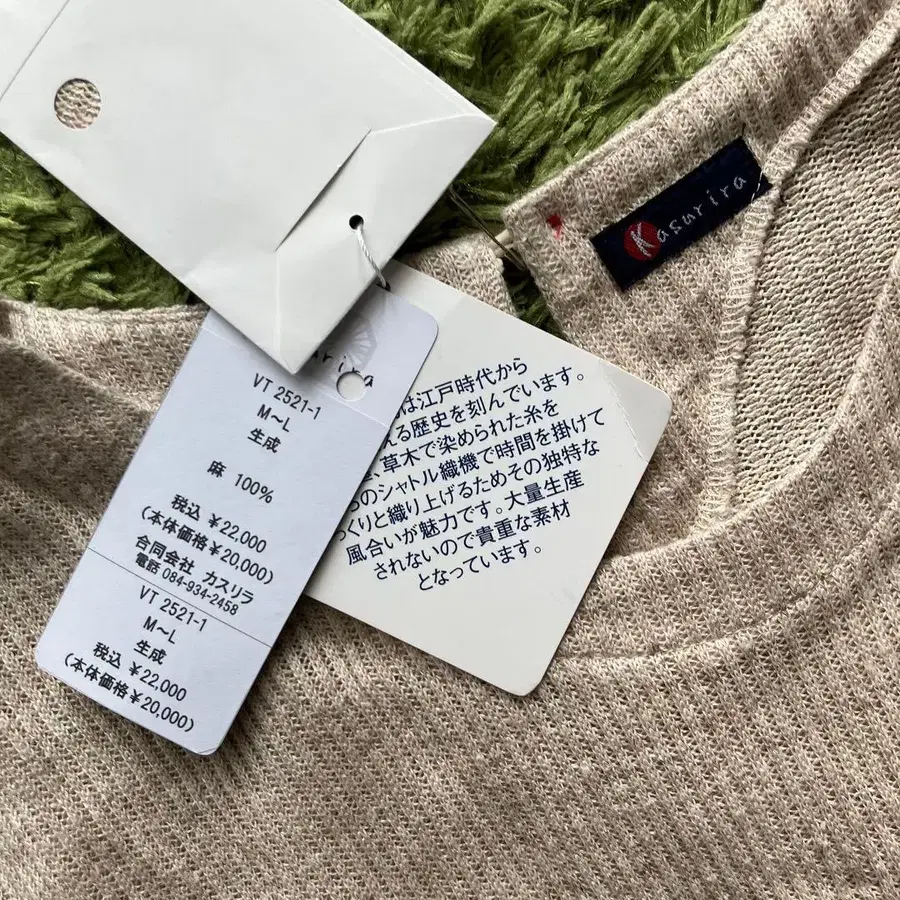 Kasurira
VT 2521-1
M～L
生成
麻 100%
税込 ￥22,000
(本体価格￥20,000)
合同会社 カスリラ
電話 084-934-2458
VT 2521-1
M～L
生成
税込 ￥22,000
(本体価格￥20,000)
は江戸時代から
る歴史を刻んでいます。
、草木で染められた糸を
のシャトル織機で時間を掛けて
っくりと織り上げるためその独特な
風合いが魅力です。大量生産
されないので貴重な素材
となっています。